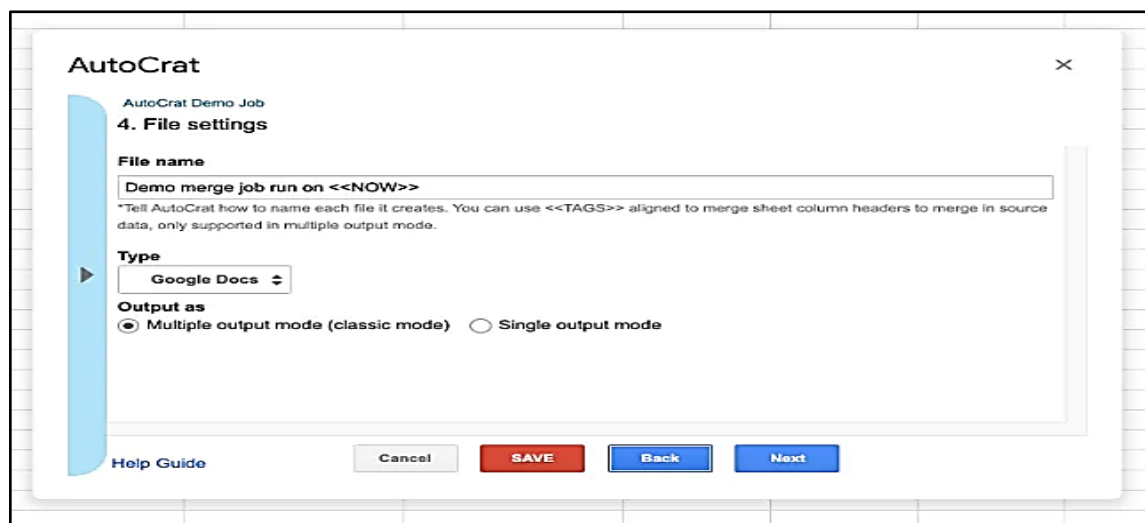 AutoCrat
AutoCrat Demo Job
4. File settings
File name
Demo merge job run on <<NOW>>
*Tell AutoCrat how to name each file it creates. You can use <<TAGS>> aligned to merge sheet column headers to merge in source
data, only supported in multiple output mode.
Type
Google Docs
Output as
Multiple output mode (classic mode) Single output mode
Help Guide Cancel SAVE Back Next